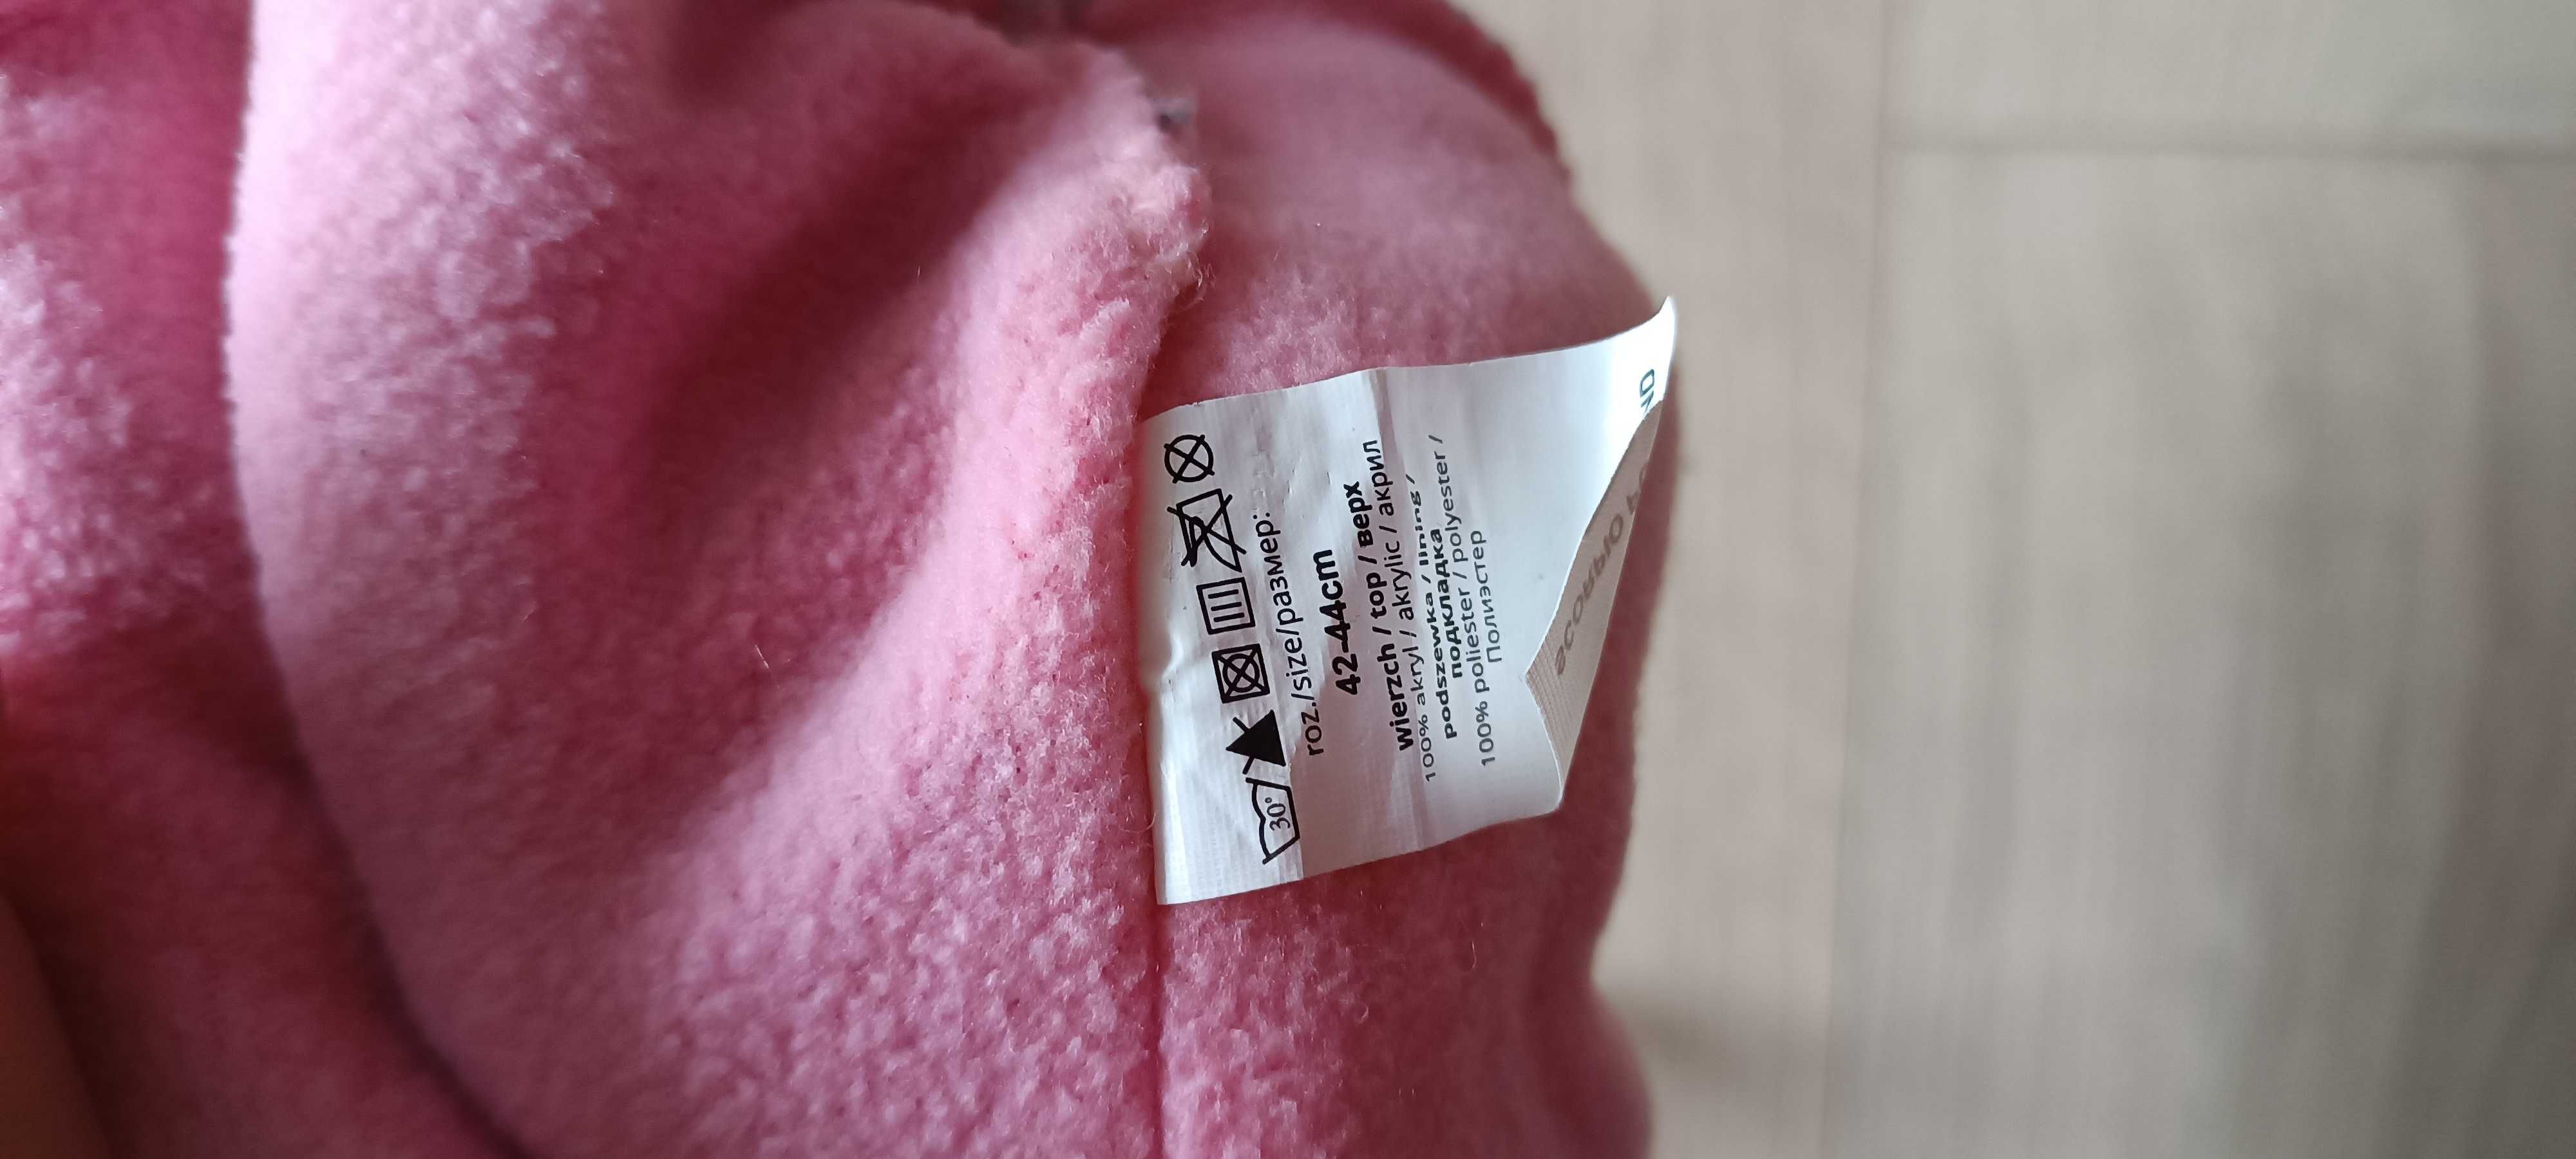 30°
roz./size/размер:
42-44cm
wierzch / top / верх
100% akryl / akrylic / акрил
podszewka / lining /
подкладка
100% poliester / polyester /
Полиэстер